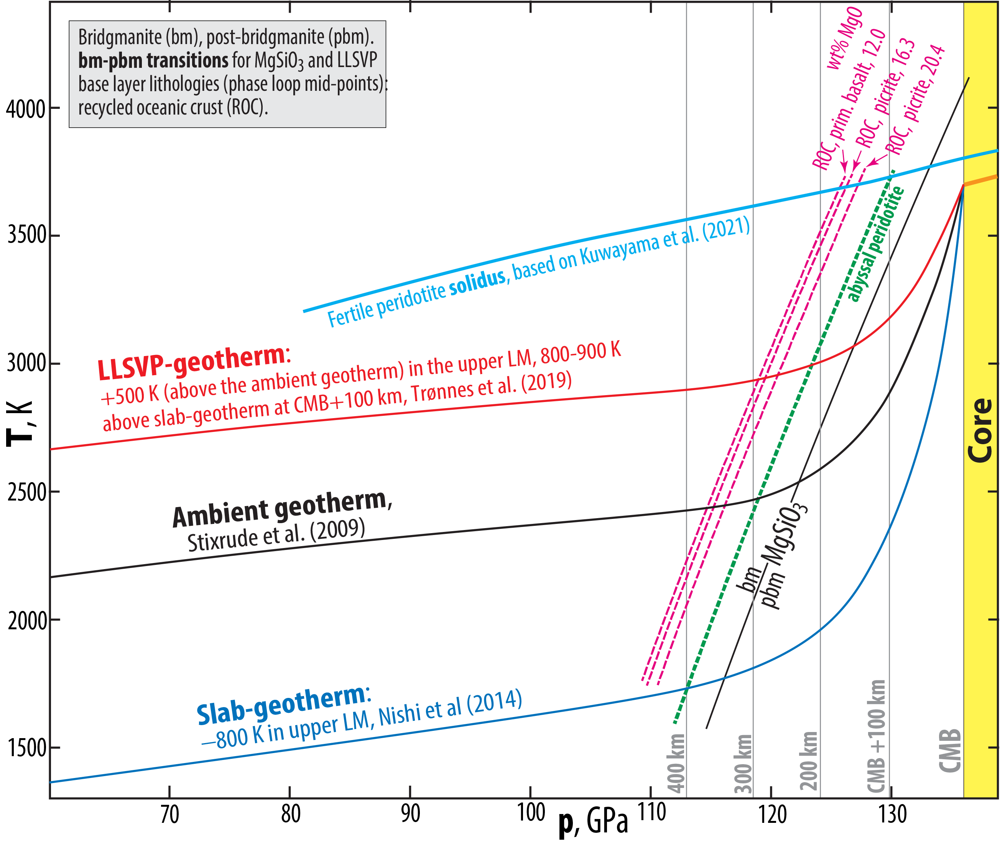 Bridgmanite (bm), post-bridgmanite (pbm).
bm-pbm transitions for MgSiO3 and LLSVP
base layer lithologies (phase loop mid-points):
recycled oceanic crust (ROC).
wt% MgO
ROC, prim. basalt, 12.0
ROC, picrite, 16.3
ROC, picrite, 20.4
abyssal peridotite
Fertile peridotite solidus, based on Kuwayama et al. (2021)
LLSVP-geotherm:
+500 K (above the ambient geotherm) in the upper LM, 800-900 K
above slab-geotherm at CMB+100 km, Trønnes et al. (2019)
Ambient geotherm,
Stixrude et al. (2009)
bm
pbm
MgSiO3
Slab-geotherm:
–800 K in upper LM, Nishi et al (2014)
400 km
300 km
200 km
CMB +100 km
CMB
Core
T, K
4000
3500
3000
2500
2000
1500
70
80
90
100
110
120
130
p, GPa